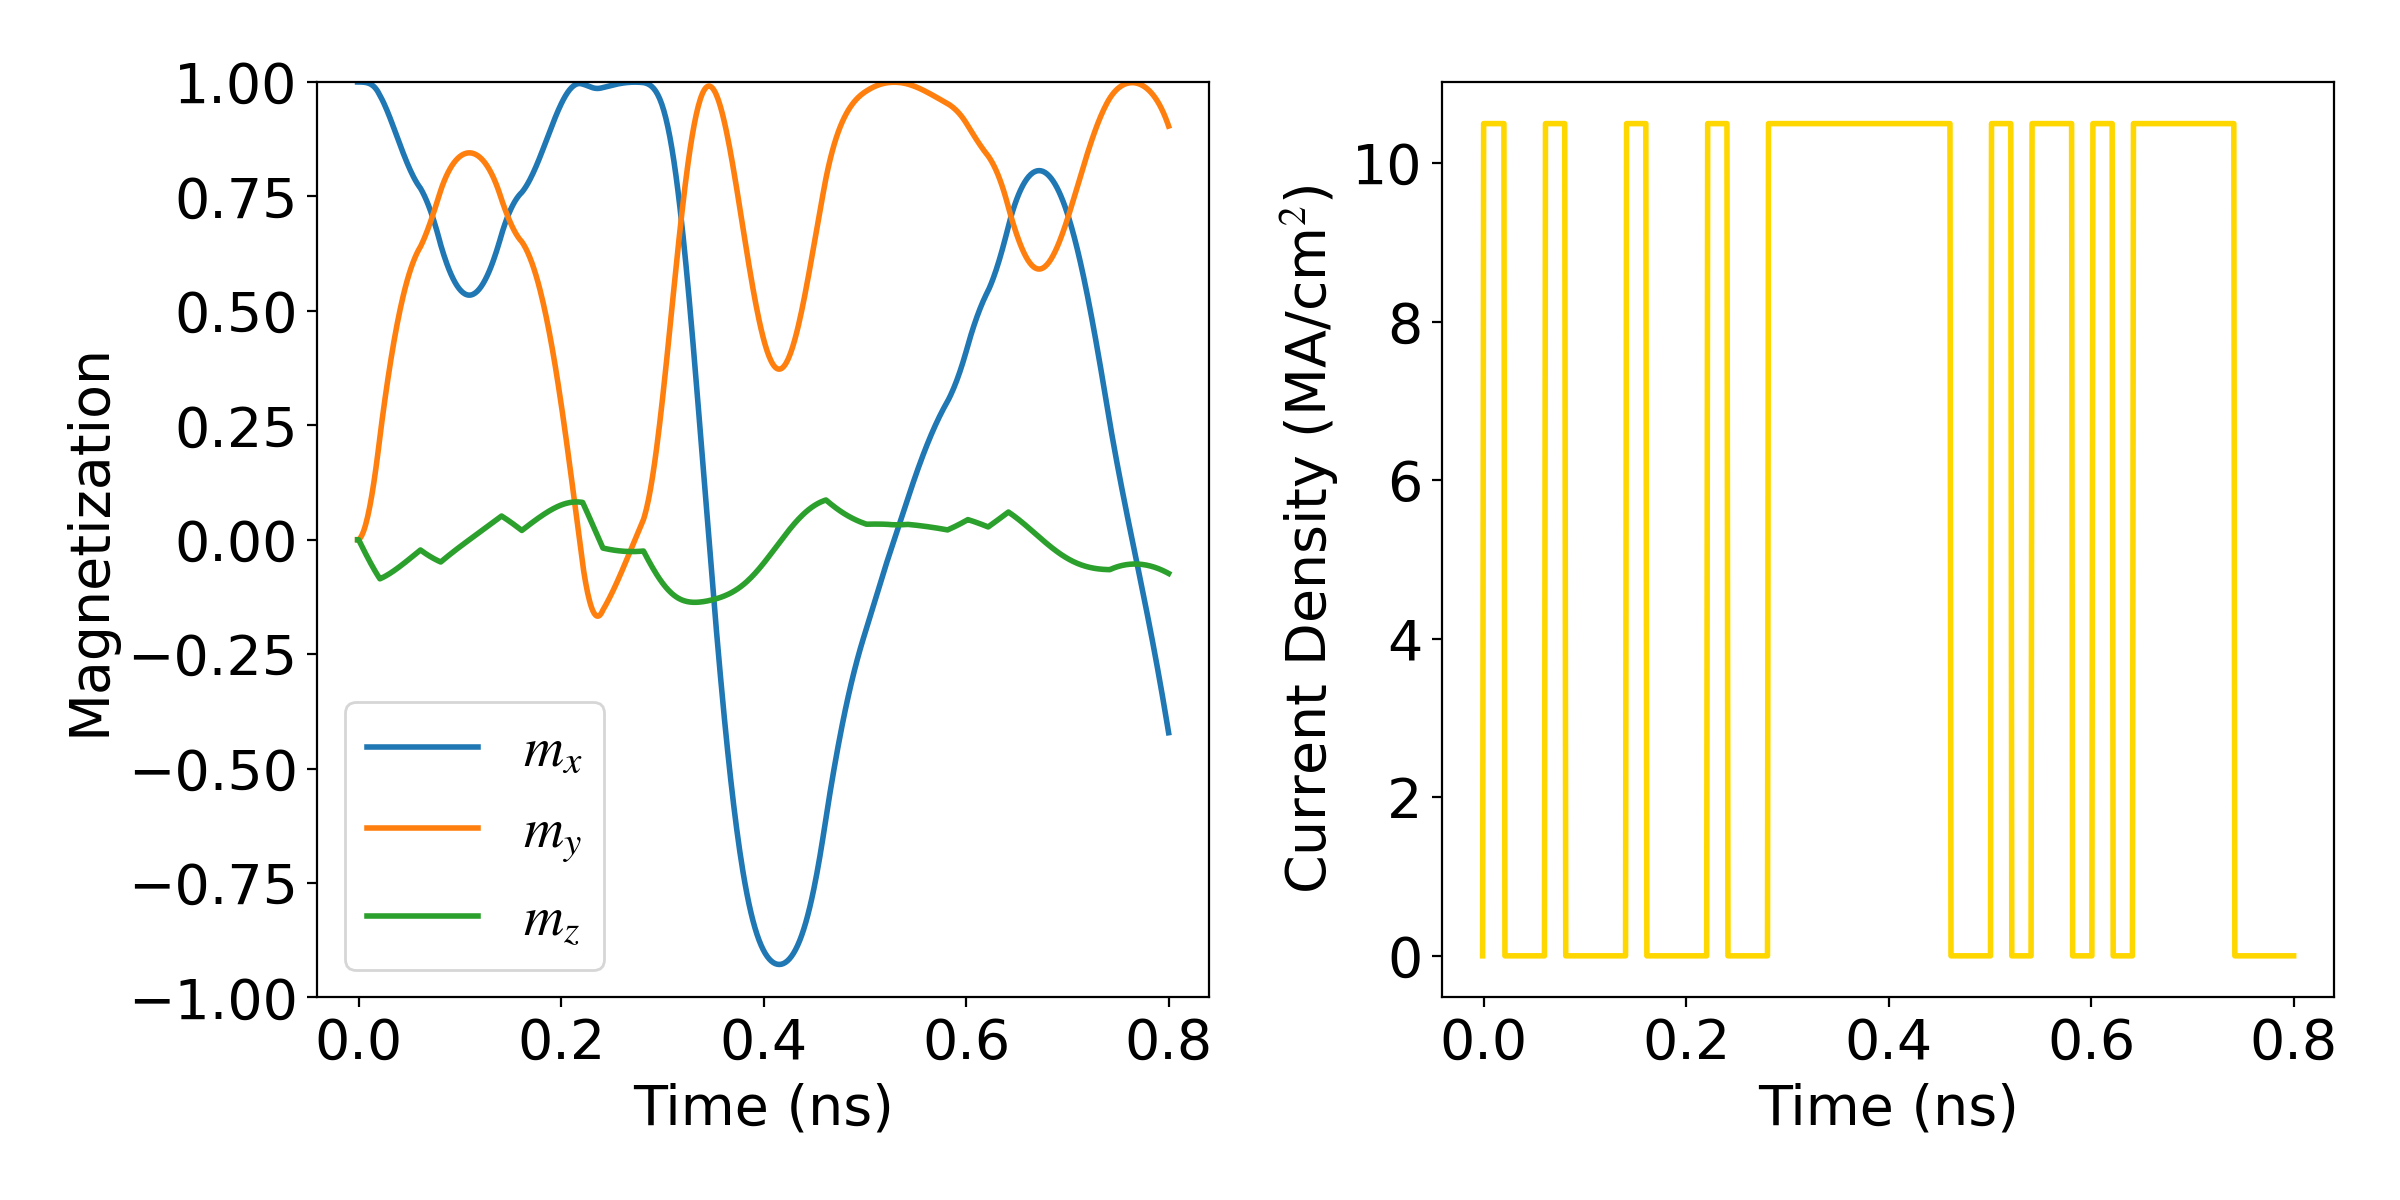 Magnetization
1.00
0.75
0.50
0.25
0.00
−0.25
−0.50
−0.75
−1.00
m_x
m_y
m_z
0.0 0.2 0.4 0.6 0.8
Time (ns)
Current Density (MA/cm²)
10
8
6
4
2
0
0.0 0.2 0.4 0.6 0.8
Time (ns)